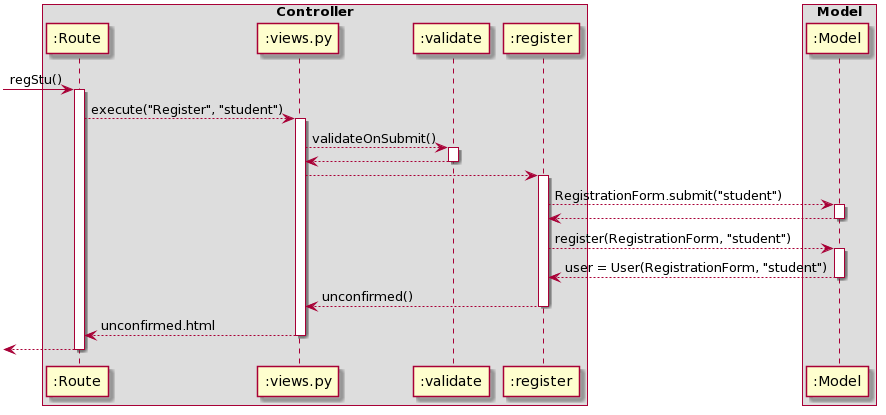 Controller
Model
:Route
:views.py
:validate
:register
:Model
regStu()
execute("Register", "student")
validateOnSubmit()
RegistrationForm.submit("student")
register(RegistrationForm, "student")
user = User(RegistrationForm, "student")
unconfirmed()
unconfirmed.html
:Route
:views.py
:validate
:register
:Model